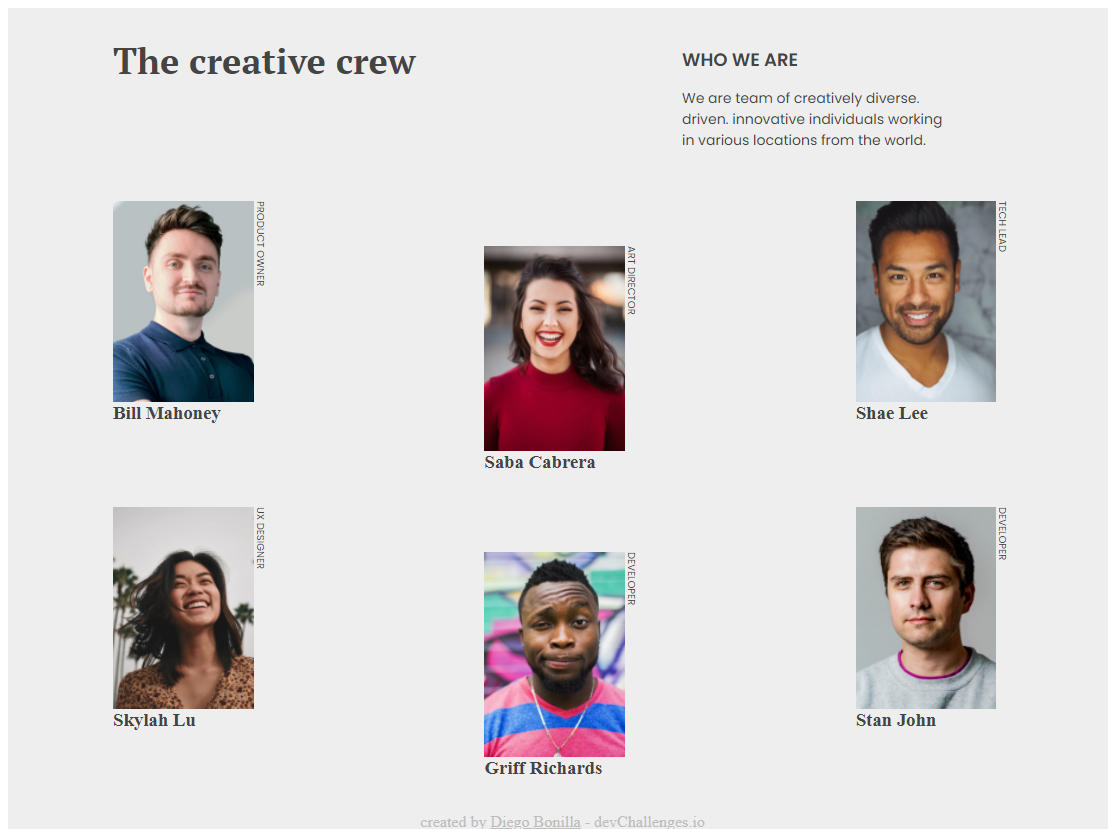 The creative crew
WHO WE ARE
We are team of creatively diverse.
driven. innovative individuals working
in various locations from the world.
PRODUCT OWNER
Bill Mahoney
ART DIRECTOR
Saba Cabrera
TECH LEAD
Shae Lee
UX DESIGNER
Skylah Lu
DEVELOPER
Griff Richards
DEVELOPER
Stan John
created by Diego Bonilla - devChallenges.io